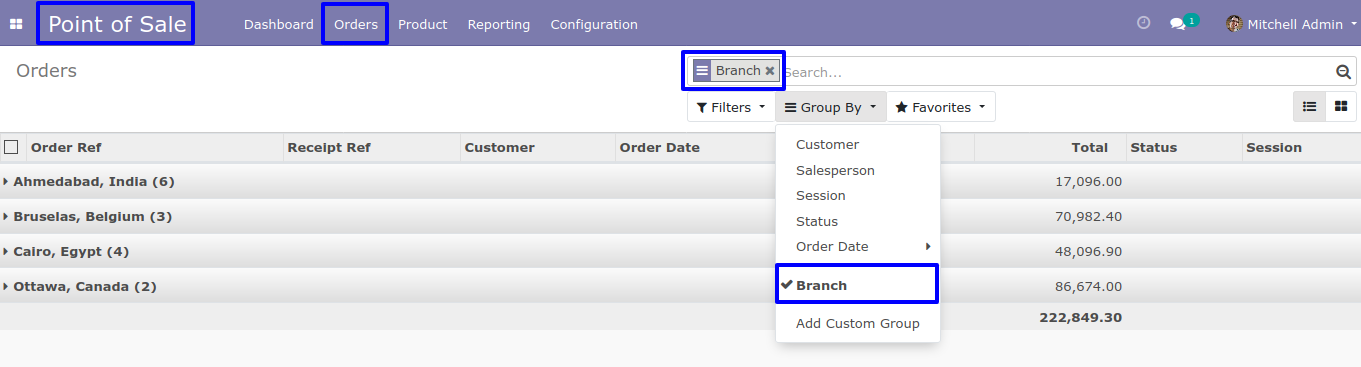 Point of Sale Dashboard Orders Product Reporting Configuration 1 Mitchell Admin
Orders
Branch Search...
Filters Group By Favorites
Order Ref Receipt Ref Customer Order Date Total Status Session
Ahmedabad, India (6) 17,096.00
Bruselas, Belgium (3) 70,982.40
Cairo, Egypt (4) 48,096.90
Ottawa, Canada (2) 86,674.00
222,849.30
Customer
Salesperson
Session
Status
Order Date
Branch
Add Custom Group